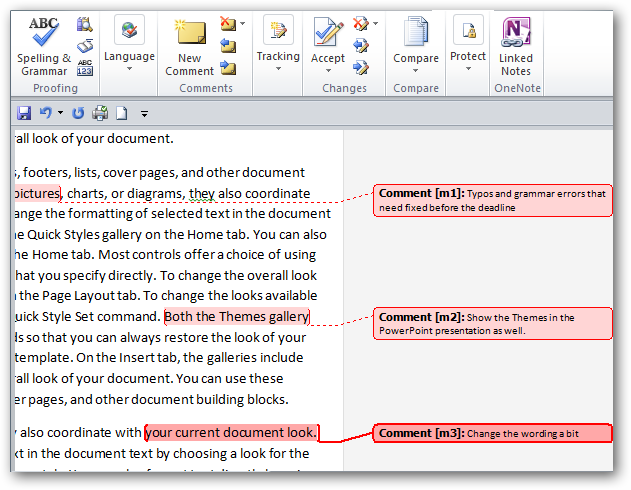 ABC
Spelling &
Grammar
ABC
123
Proofing
Language
New
Comment
Comments
Tracking
Accept
Changes
Compare
Compare
Protect
Linked
Notes
OneNote
rall look of your document.
s, footers, lists, cover pages, and other document
pictures, charts, or diagrams, they also coordinate
ange the formatting of selected text in the document
e Quick Styles gallery on the Home tab. You can also
he Home tab. Most controls offer a choice of using
hat you specify directly. To change the overall look
the Page Layout tab. To change the looks available
uick Style Set command. Both the Themes gallery
ds so that you can always restore the look of your
template. On the Insert tab, the galleries include
rall look of your document. You can use these
er pages, and other document building blocks.
y also coordinate with your current document look.
xt in the document text by choosing a look for the
Comment [m1]: Typos and grammar errors that
need fixed before the deadline
Comment [m2]: Show the Themes in the
PowerPoint presentation as well.
Comment [m3]: Change the wording a bit